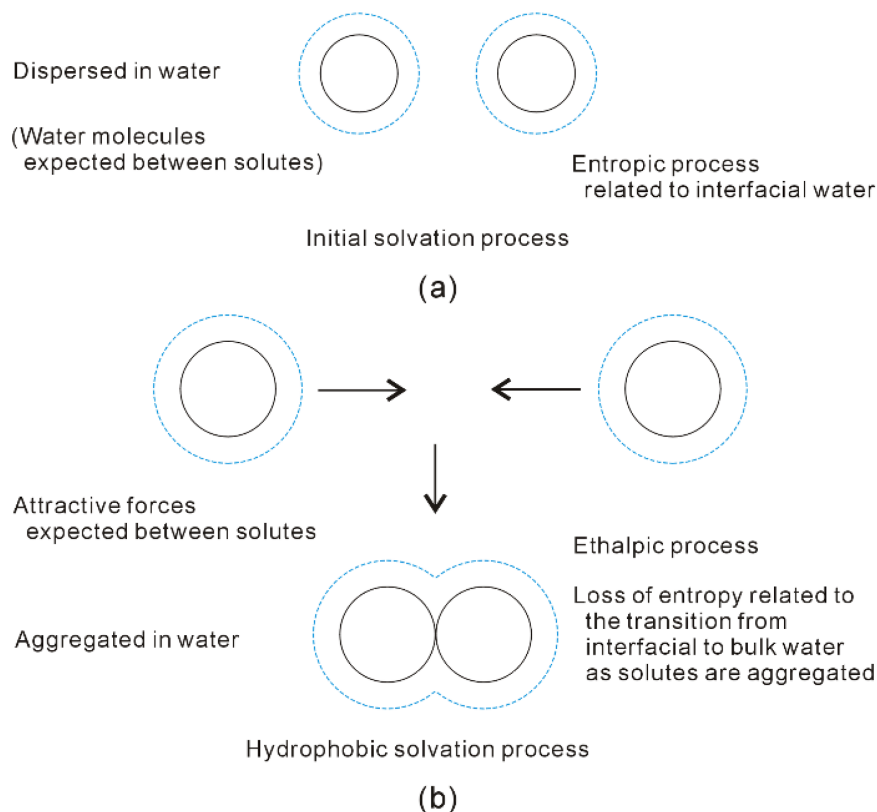 Dispersed in water
(Water molecules
expected between solutes)
Entropic process
related to interfacial water
Initial solvation process
(a)
Attractive forces
expected between solutes
Ethalpic process
Loss of entropy related to
the transition from
interfacial to bulk water
as solutes are aggregated
Aggregated in water
Hydrophobic solvation process
(b)